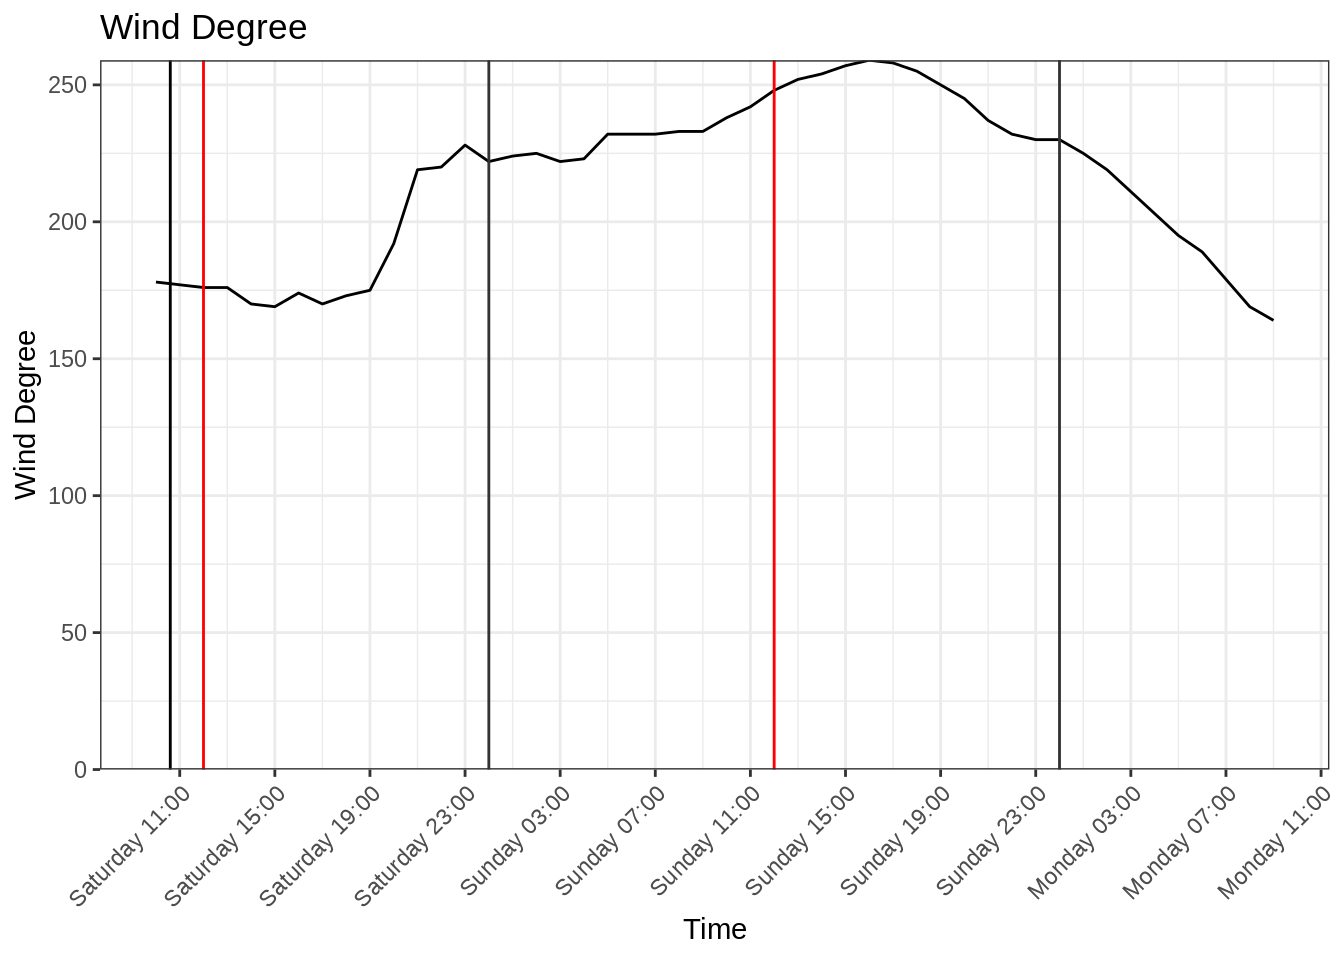 Wind Degree
Wind Degree
250
200
150
100
50
0
Saturday 11:00
Saturday 15:00
Saturday 19:00
Saturday 23:00
Sunday 03:00
Sunday 07:00
Sunday 11:00
Sunday 15:00
Sunday 19:00
Sunday 23:00
Monday 03:00
Monday 07:00
Monday 11:00
Time